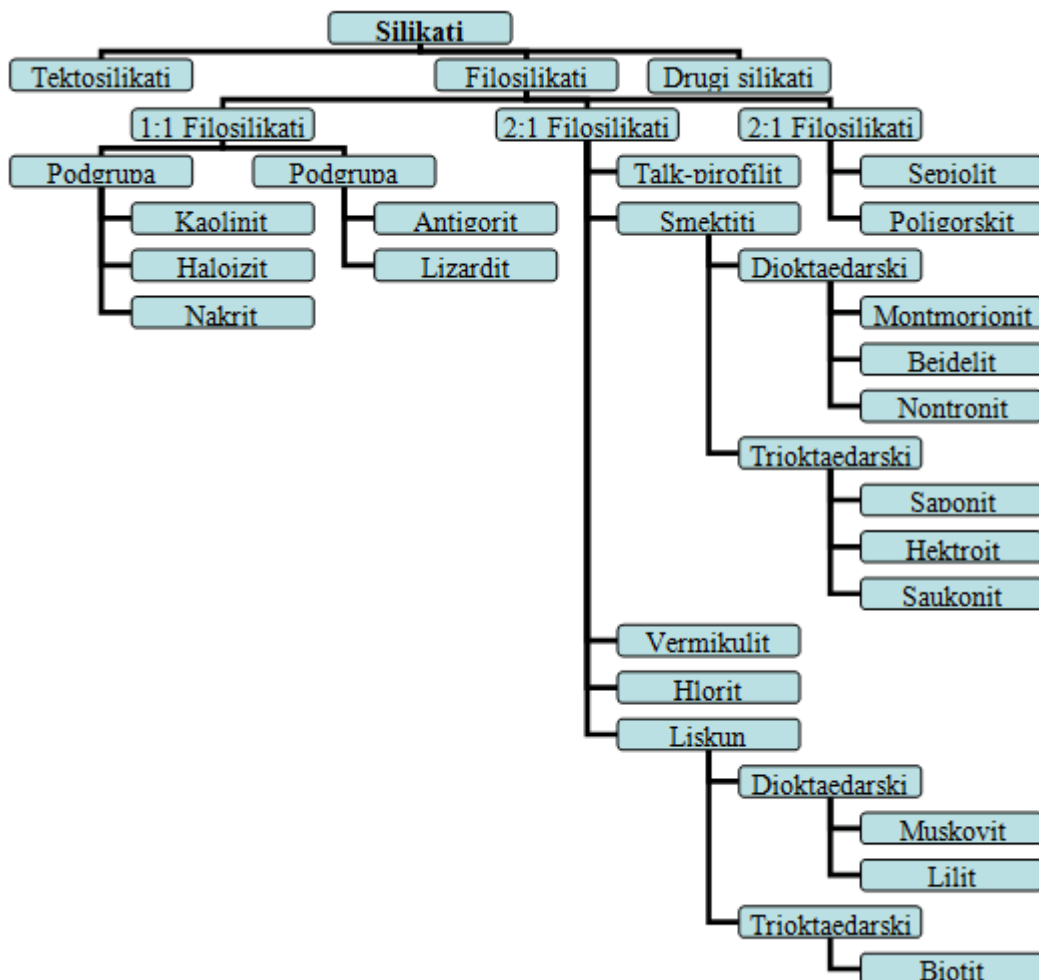 Silikati
Tektosilikati
Filosilikati
Drugi silikati
1:1 Filosilikati
2:1 Filosilikati
2:1 Filosilikati
Podgrupa
Podgrupa
Talk-pirofilit
Sepiolit
Kaolinit
Antigorit
Smektiti
Poligorskit
Haloizit
Lizardit
Dioktaedarski
Nakrit
Montmorionit
Beidelit
Nontronit
Trioktaedarski
Saponit
Hektroit
Saukonit
Vermikulit
Hlorit
Liskun
Dioktaedarski
Muskovit
Lilit
Trioktaedarski
Biotit